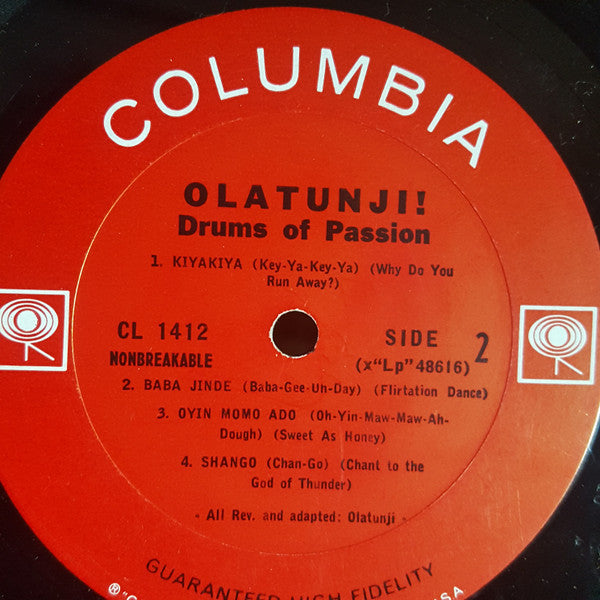 COLUMBIA
OLATUNJI!
Drums of Passion
1. KIYAKIYA (Key-Ya-Key-Ya) (Why Do You
Run Away?)
CL 1412
NONBREAKABLE
SIDE 2
(x"Lp"48616)
2. BABA JINDE (Baba-Gee-Uh-Day) (Flirtation Dance)
3. OYIN MOMO ADO (Oh-Yin-Maw-Maw-Ah-
Dough) (Sweet As Honey)
4. SHANGO (Chan-Go) (Chant to the
God of Thunder)
- All Rev. and adapted: Olatunji -
GUARANTEED HIGH FIDELITY